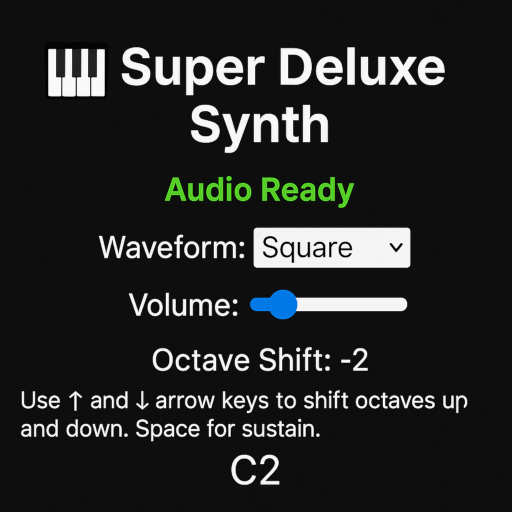 🎹 Super Deluxe
Synth
Audio Ready
Waveform: Square
Volume:
Octave Shift: -2
Use ↑ and ↓ arrow keys to shift octaves up
and down. Space for sustain.
C2